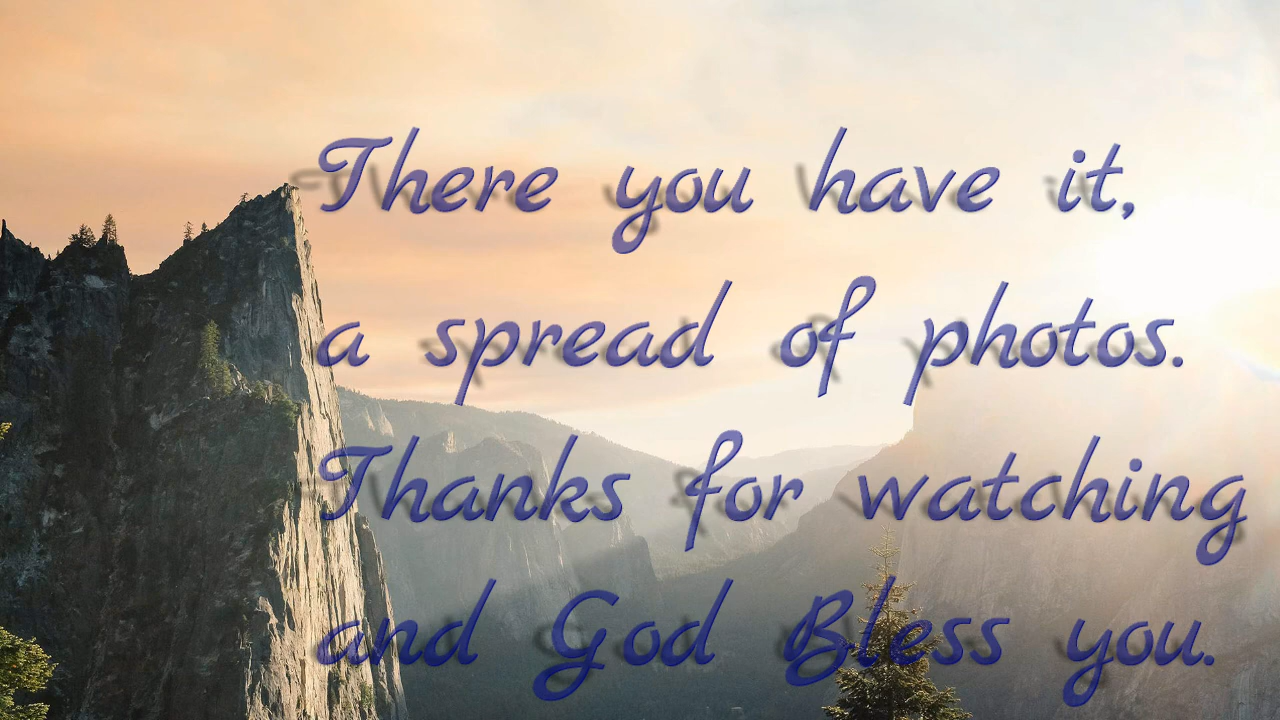 There you have it,
a spread of photos.
Thanks for watching
and God Bless you.